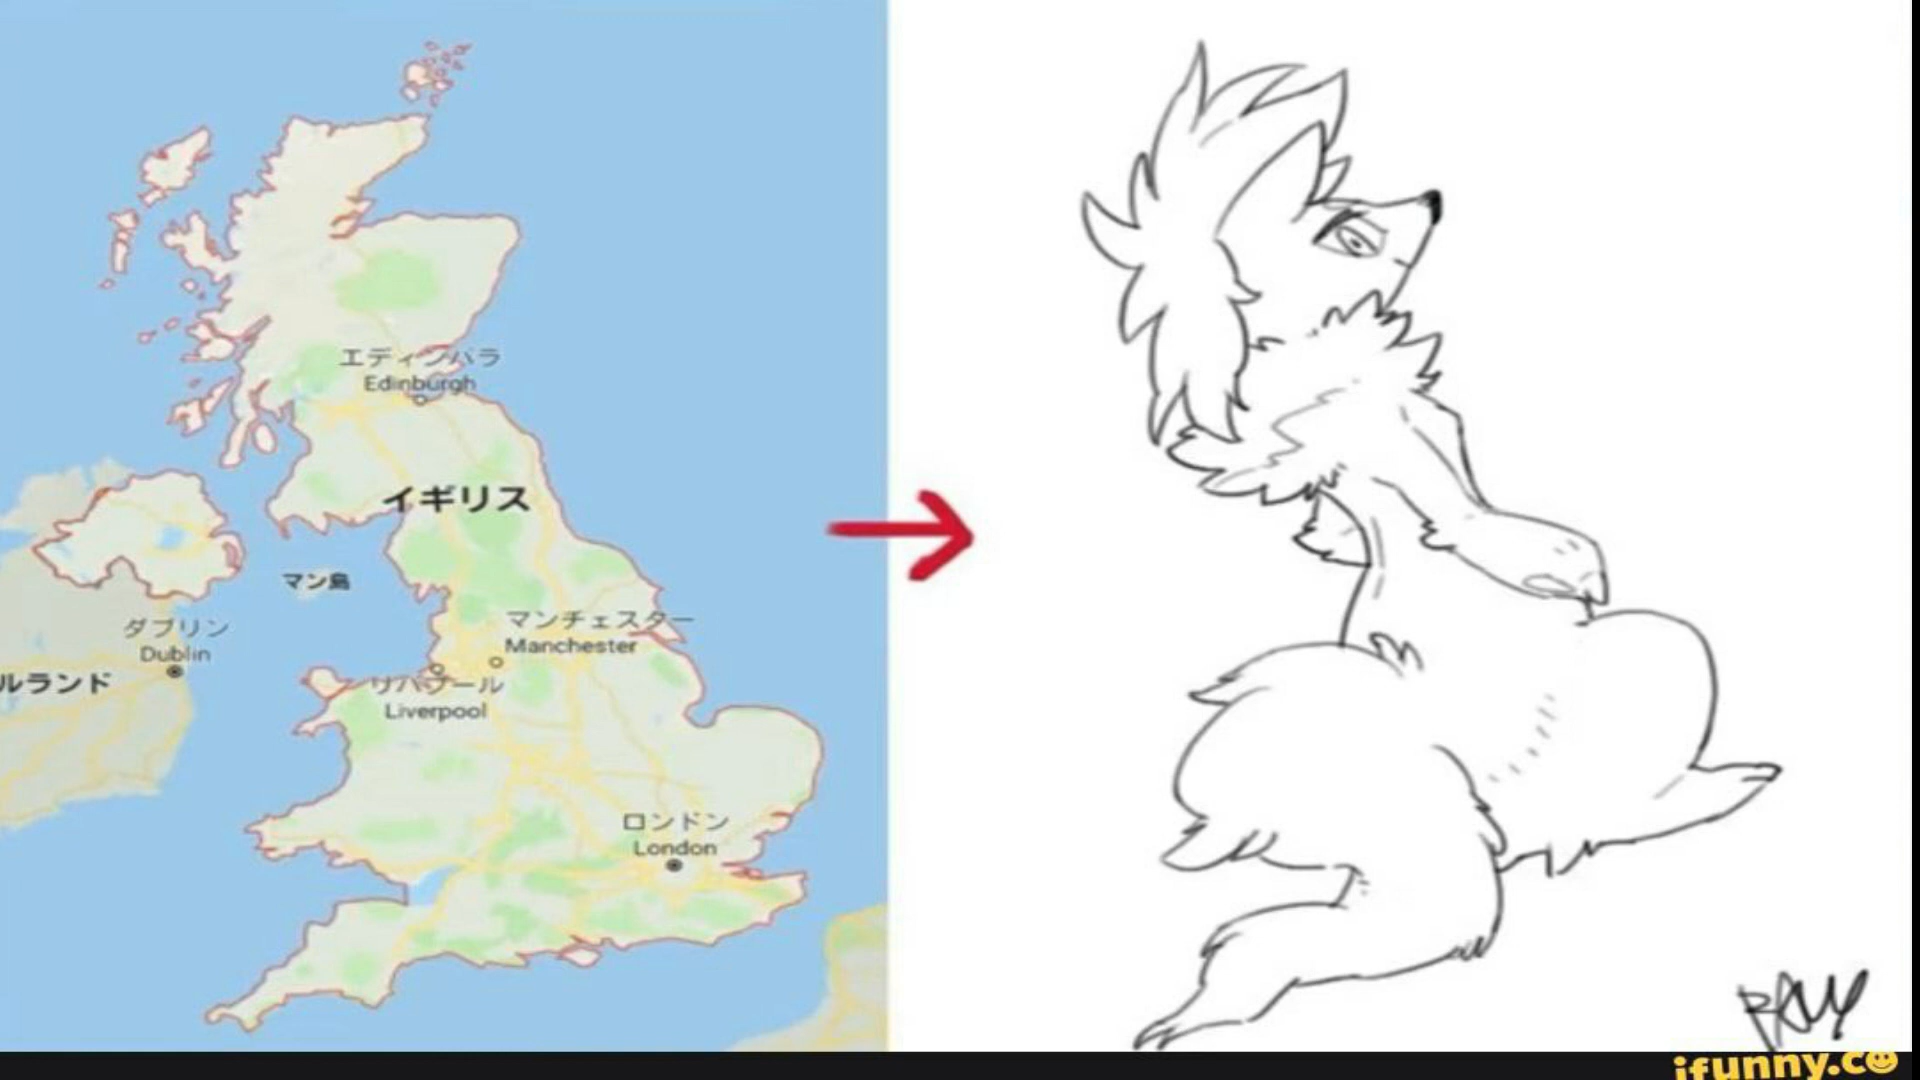 エディンバラ
Edinburgh
イギリス
マン島
マンチェスター
Manchester
ダブリン
Dublin
ルランド
リバプール
Liverpool
ロンドン
London
ifunny.co